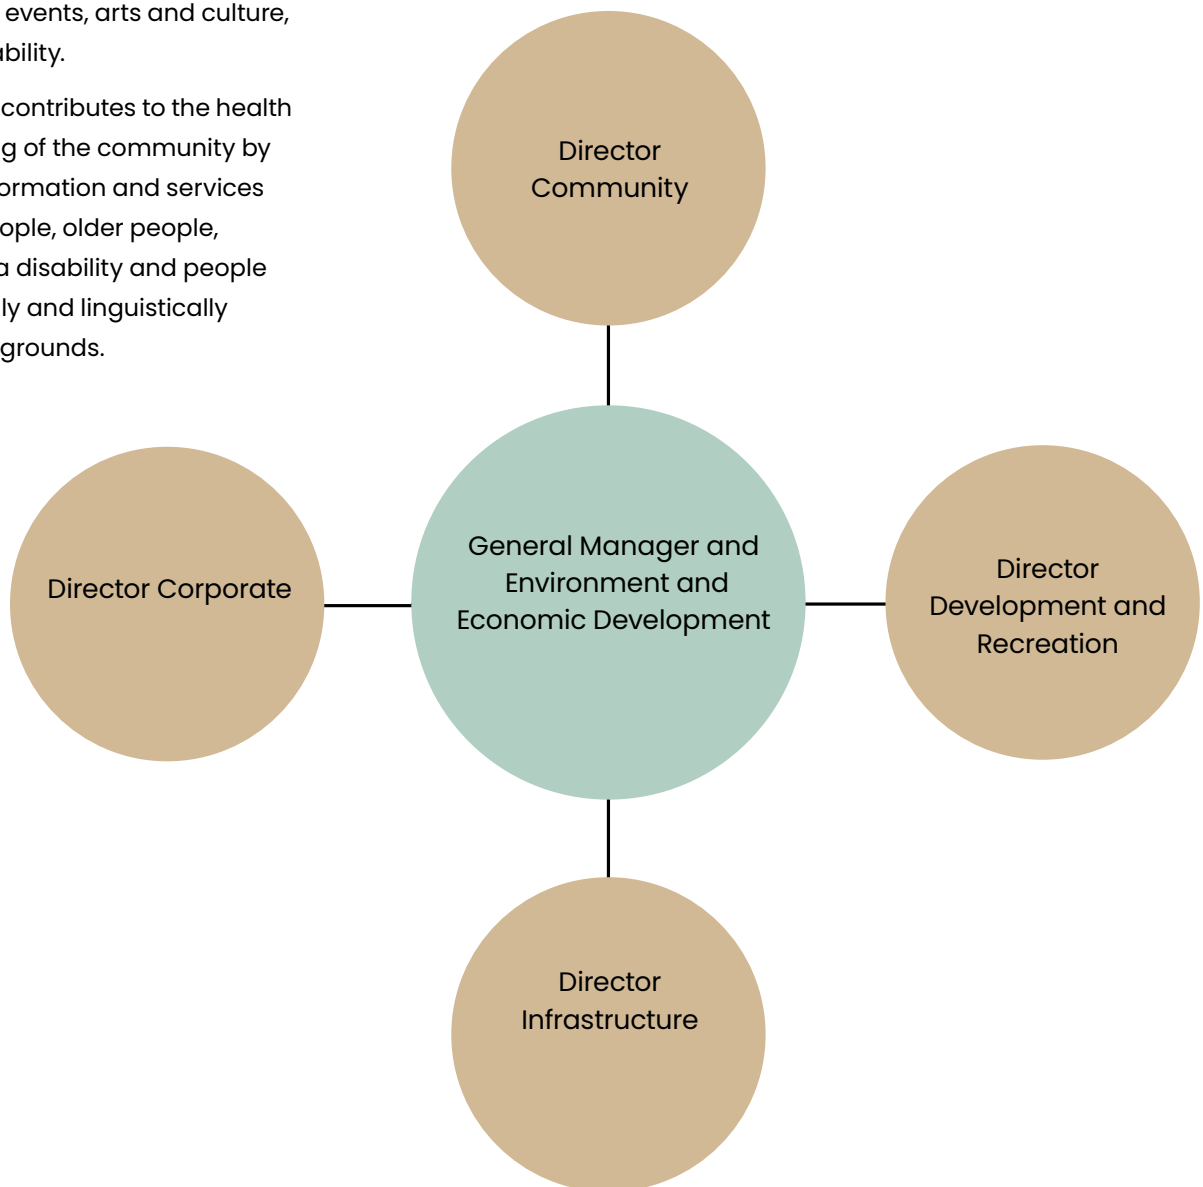 events, arts and culture,
ability.
contributes to the health
g of the community by
ormation and services
ople, older people,
a disability and people
ly and linguistically
grounds.
Director
Community
Director Corporate
General Manager and
Environment and
Economic Development
Director
Development and
Recreation
Director
Infrastructure